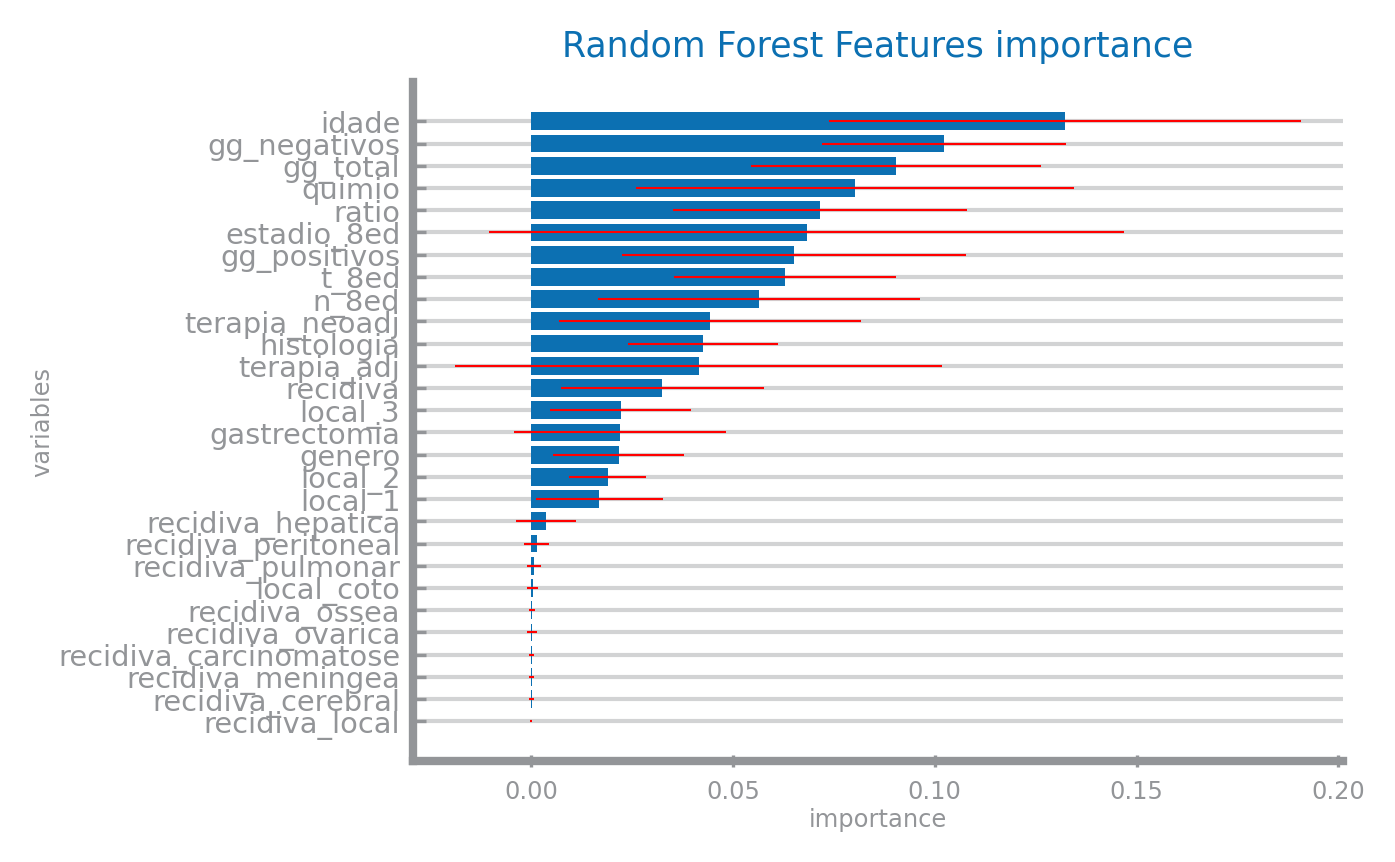 Random Forest Features importance
variables
idade
gg_negativos
gg_total
quimio
ratio
estadio_8ed
gg_positivos
t_8ed
n_8ed
terapia_neoadj
histologia
terapia_adj
recidiva
local_3
gastrectomia
genero
local_2
local_1
recidiva_hepatica
recidiva_peritoneal
recidiva_pulmonar
local_coto
recidiva_ossea
recidiva_ovarica
recidiva_carcinomatose
recidiva_meningea
recidiva_cerebral
recidiva_local
0.00 0.05 0.10 0.15 0.20
importance